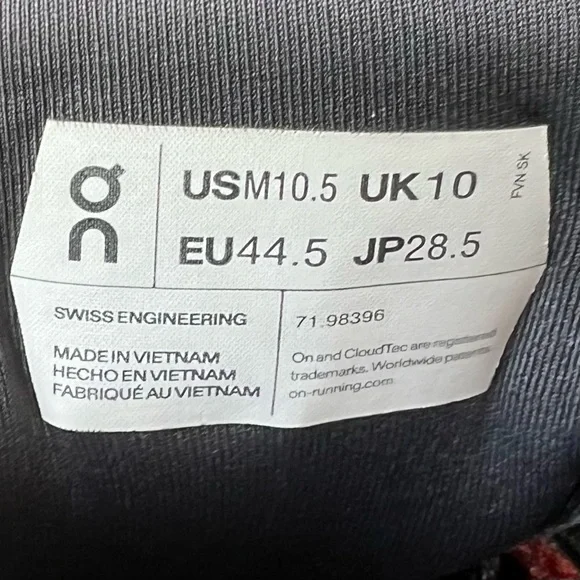 On
USM10.5 UK10
EU44.5 JP28.5
FVN SK
SWISS ENGINEERING
MADE IN VIETNAM
HECHO EN VIETNAM
FABRIQUÉ AU VIETNAM
71.98396
On and CloudTec are registered
trademarks. Worldwide patents.
on-running.com